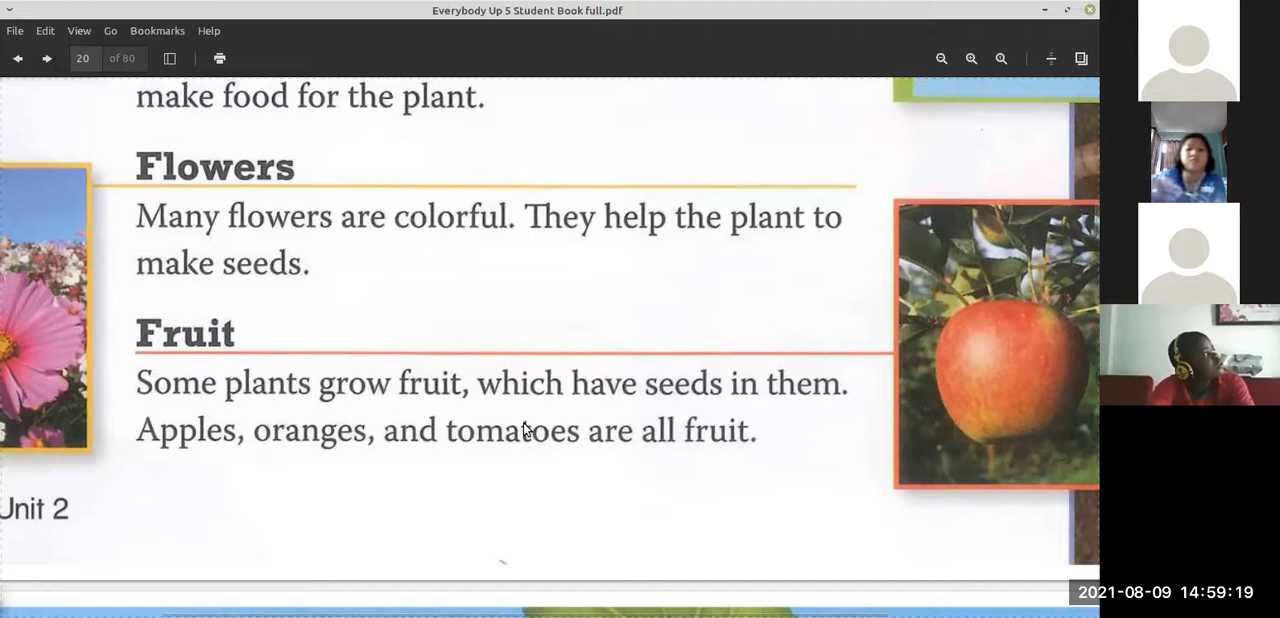 Everybody Up 5 Student Book full.pdf
File Edit View Go Bookmarks Help
20 of 80
make food for the plant.
Flowers
Many flowers are colorful. They help the plant to
make seeds.
Fruit
Some plants grow fruit, which have seeds in them.
Apples, oranges, and tomatoes are all fruit.
Unit 2
2021-08-09 14:59:19